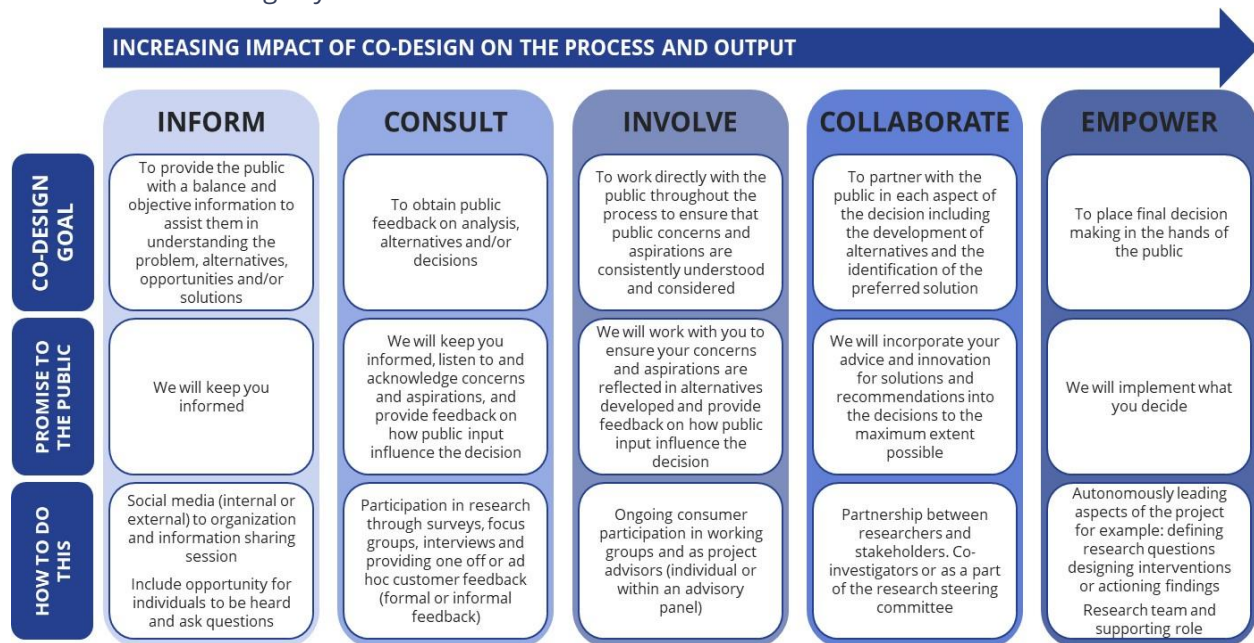 INCREASING IMPACT OF CO-DESIGN ON THE PROCESS AND OUTPUT
INFORM
CONSULT
INVOLVE
COLLABORATE
EMPOWER
CO-DESIGN
GOAL
To provide the public
with a balance and
objective information to
assist them in
understanding the
problem, alternatives,
opportunities and/or
solutions
To obtain public
feedback on analysis,
alternatives and/or
decisions
To work directly with the
public throughout the
process to ensure that
public concerns and
aspirations are
consistently understood
and considered
To partner with the
public in each aspect of
the decision including
the development of
alternatives and the
identification of the
preferred solution
To place final decision
making in the hands of
the public
PROMISE TO
THE PUBLIC
We will keep you
informed
We will keep you
informed, listen to and
acknowledge concerns
and aspirations, and
provide feedback on
how public input
influence the decision
We will work with you to
ensure your concerns
and aspirations are
reflected in alternatives
developed and provide
feedback on how public
input influence the
decision
We will incorporate your
advice and innovation
for solutions and
recommendations into
the decisions to the
maximum extent
possible
We will implement what
you decide
HOW TO DO
THIS
Social media (internal or
external) to organization
and information sharing
session
Include opportunity for
individuals to be heard
and ask questions
Participation in research
through surveys, focus
groups, interviews and
providing one off or ad
hoc customer feedback
(formal or informal
feedback)
Ongoing consumer
participation in working
groups and as project
advisors (individual or
within an advisory
panel)
Partnership between
researchers and
stakeholders. Co-
investigators or as a part
of the research steering
committee
Autonomously leading
aspects of the project
for example: defining
research questions
designing interventions
or actioning findings
Research team and
supporting role